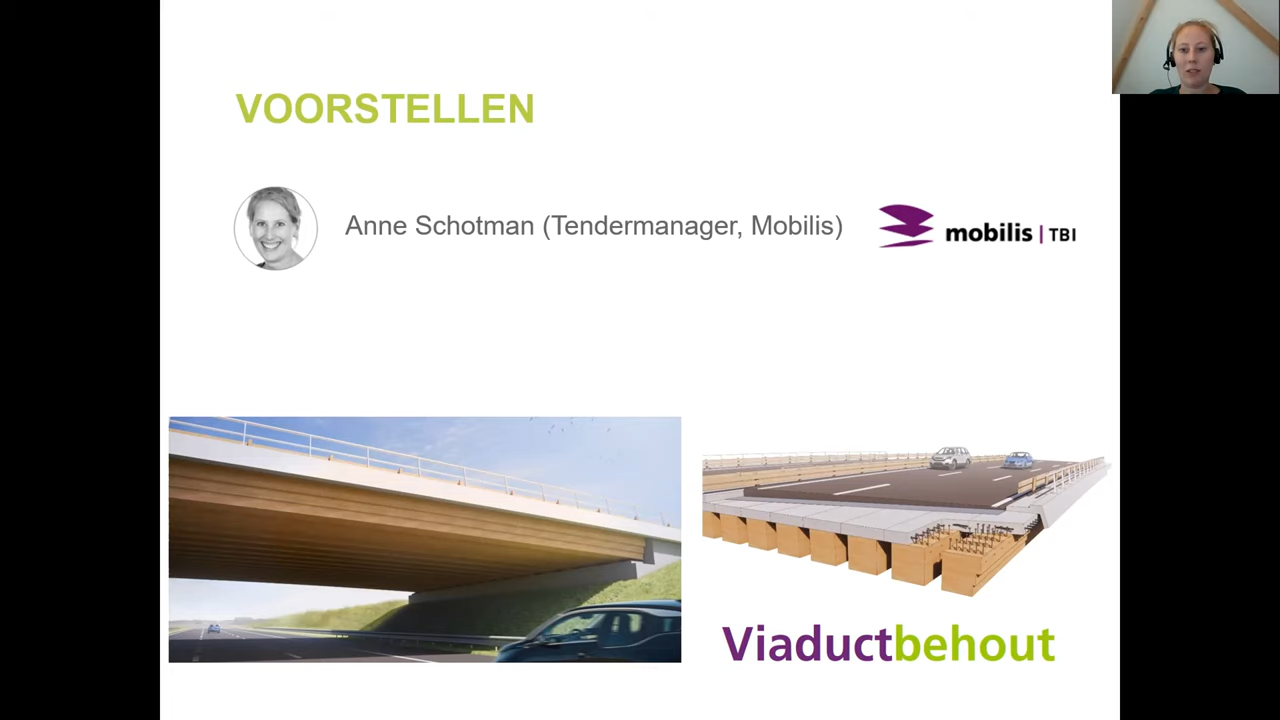 VOORSTELLEN
Anne Schotman (Tendermanager, Mobilis)
mobilis | TBI
Viaductbehout